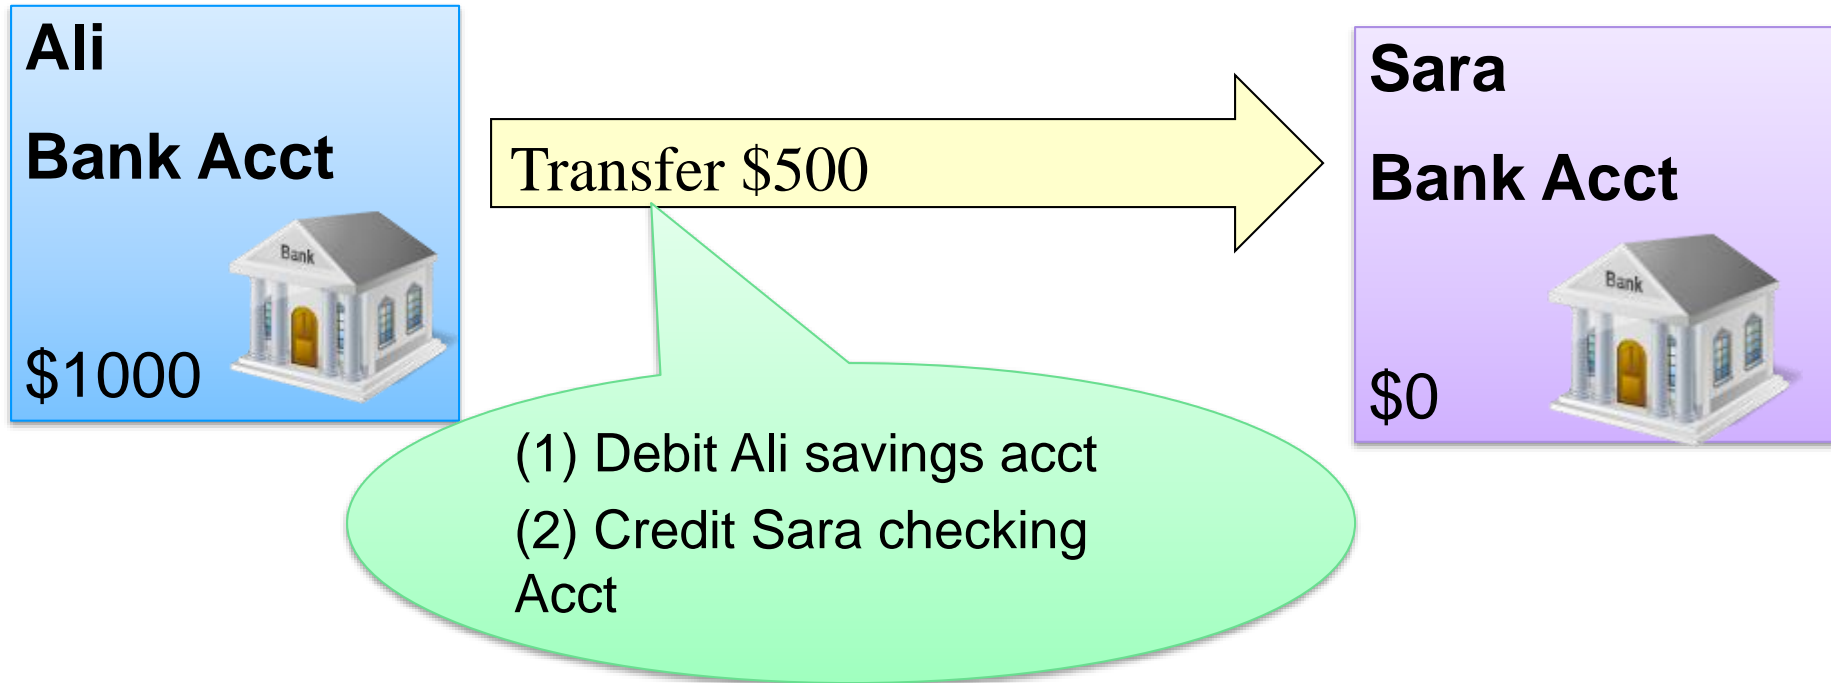 Ali
Bank Acct
Bank
$1000
Transfer $500
(1) Debit Ali savings acct
(2) Credit Sara checking
Acct
Sara
Bank Acct
Bank
$0